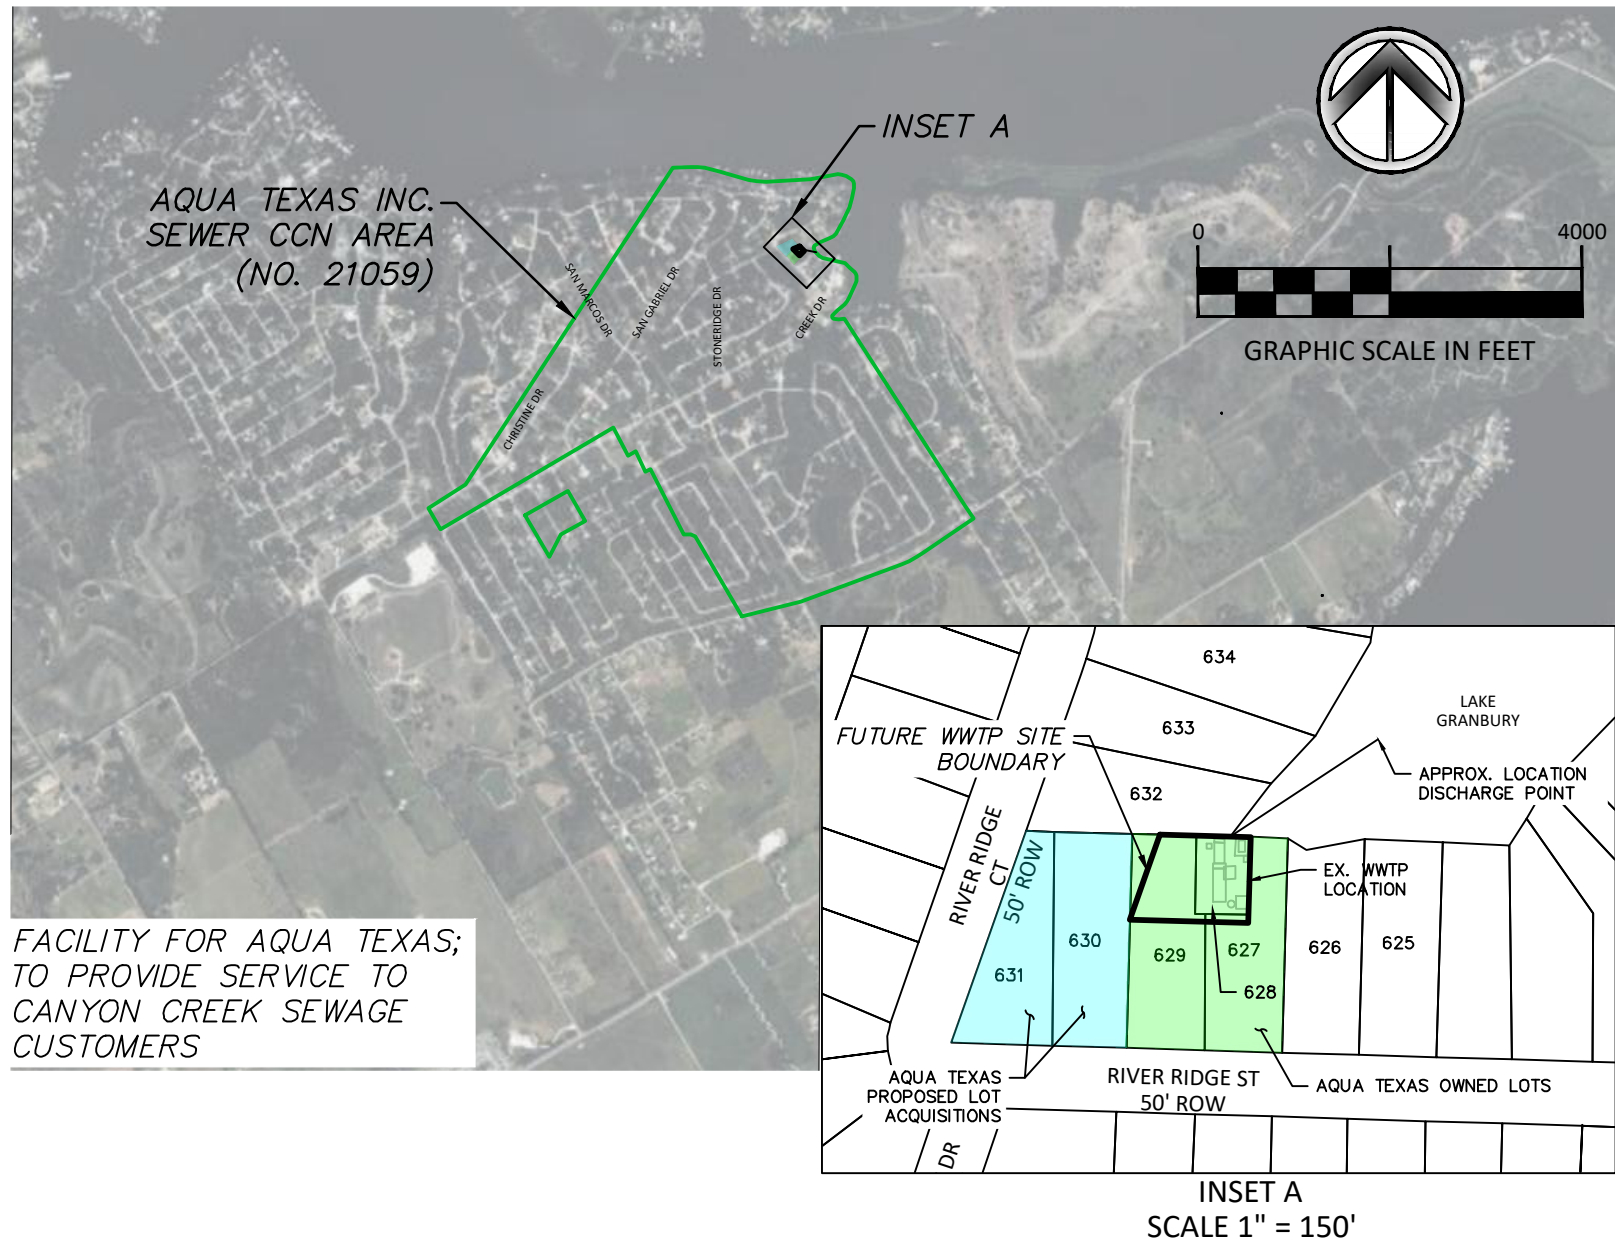 INSET A
AQUA TEXAS INC.
SEWER CCN AREA
(NO. 21059)
0
4000
GRAPHIC SCALE IN FEET
SAN MARCOS DR
SAN GABRIEL DR
STONERIDGE DR
CREEK DR
CHRISTINE DR
FACILITY FOR AQUA TEXAS;
TO PROVIDE SERVICE TO
CANYON CREEK SEWAGE
CUSTOMERS
634
633
632
LAKE
GRANBURY
FUTURE WWTP SITE
BOUNDARY
APPROX. LOCATION
DISCHARGE POINT
RIVER RIDGE
CT
50' ROW
EX. WWTP
LOCATION
631
630
629
627
628
626
625
AQUA TEXAS
PROPOSED LOT
ACQUISITIONS
RIVER RIDGE ST
50' ROW
AQUA TEXAS OWNED LOTS
DR
INSET A
SCALE 1" = 150'